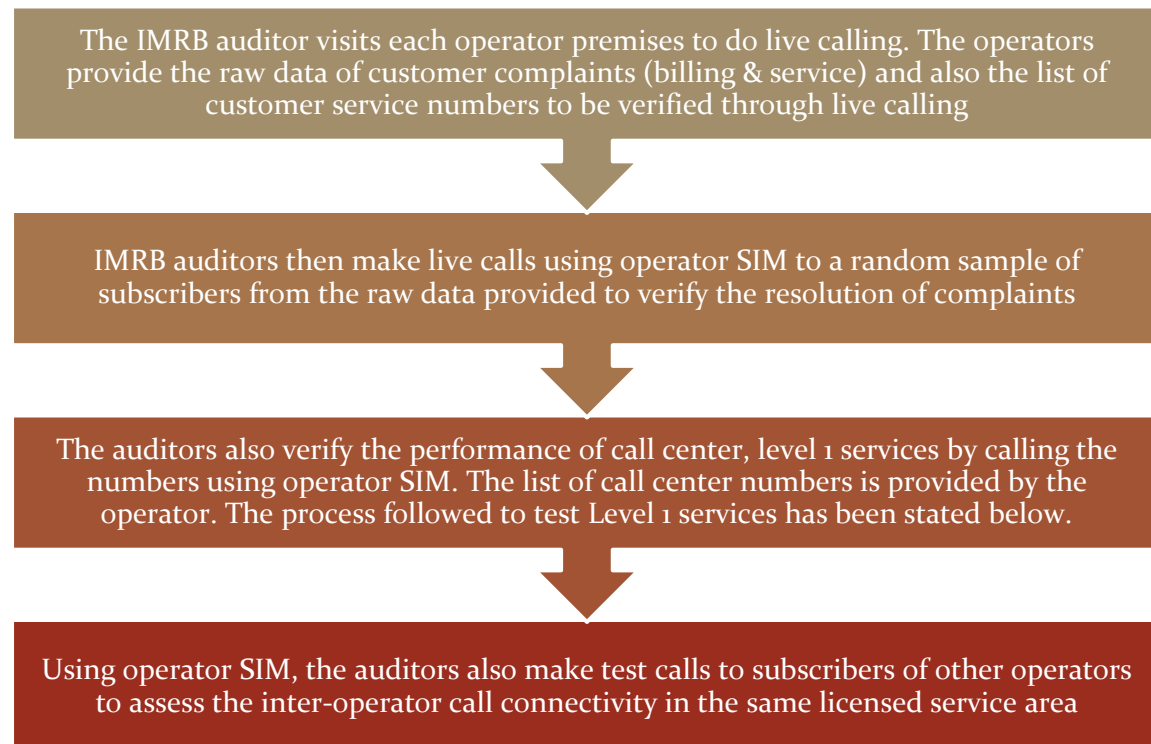 The IMRB auditor visits each operator premises to do live calling. The operators
provide the raw data of customer complaints (billing & service) and also the list of
customer service numbers to be verified through live calling
IMRB auditors then make live calls using operator SIM to a random sample of
subscribers from the raw data provided to verify the resolution of complaints
The auditors also verify the performance of call center, level 1 services by calling the
numbers using operator SIM. The list of call center numbers is provided by the
operator. The process followed to test Level 1 services has been stated below.
Using operator SIM, the auditors also make test calls to subscribers of other operators
to assess the inter-operator call connectivity in the same licensed service area